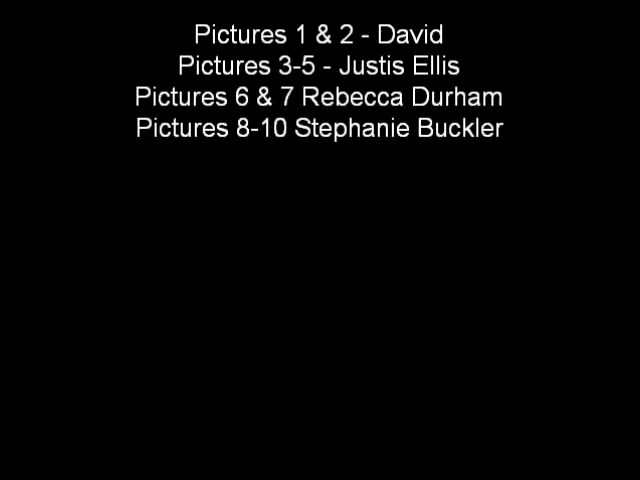 Pictures 1 & 2 - David
Pictures 3-5 - Justis Ellis
Pictures 6 & 7 Rebecca Durham
Pictures 8-10 Stephanie Buckler